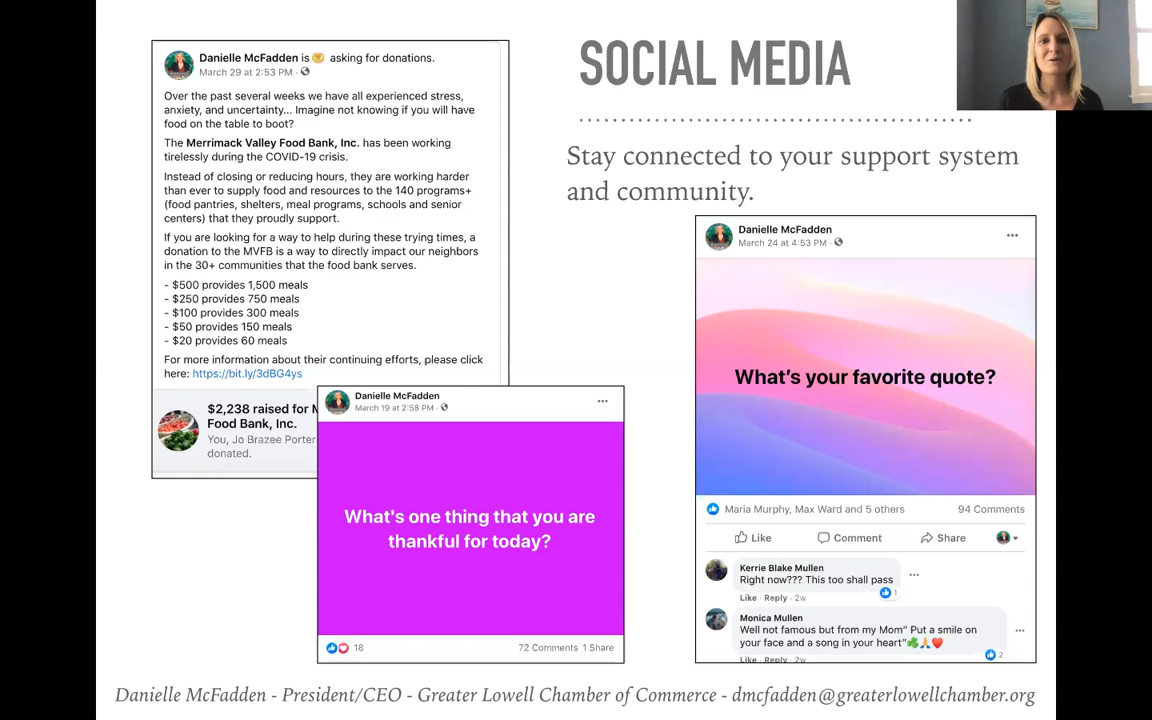 SOCIAL MEDIA
Stay connected to your support system
and community.
Danielle McFadden is asking for donations.
March 29 at 2:53 PM ·
Over the past several weeks we have all experienced stress,
anxiety, and uncertainty... Imagine not knowing if you will have
food on the table to boot?
The Merrimack Valley Food Bank, Inc. has been working
tirelessly during the COVID-19 crisis.
Instead of closing or reducing hours, they are working harder
than ever to supply food and resources to the 140 programs+
(food pantries, shelters, meal programs, schools and senior
centers) that they proudly support.
If you are looking for a way to help during these trying times, a
donation to the MVFB is a way to directly impact our neighbors
in the 30+ communities that the food bank serves.
- $500 provides 1,500 meals
- $250 provides 750 meals
- $100 provides 300 meals
- $50 provides 150 meals
- $20 provides 60 meals
For more information about their continuing efforts, please click
here: https://bit.ly/3dBG4ys
$2,238 raised for M
Food Bank, Inc.
You, Jo Brazee Porter
donated.
Danielle McFadden
March 19 at 2:58 PM ·
What's one thing that you are
thankful for today?
18
72 Comments 1 Share
Danielle McFadden
March 24 at 4:53 PM ·
What's your favorite quote?
Maria Murphy, Max Ward and 5 others
94 Comments
Like Comment Share
Kerrie Blake Mullen
Right now??? This too shall pass
1
Like · Reply · 2w
Monica Mullen
Well not famous but from my Mom" Put a smile on
your face and a song in your heart"🍀🙏❤️
2
Like · Reply · 2w
Danielle McFadden - President/CEO - Greater Lowell Chamber of Commerce - dmcfadden@greaterlowellchamber.org